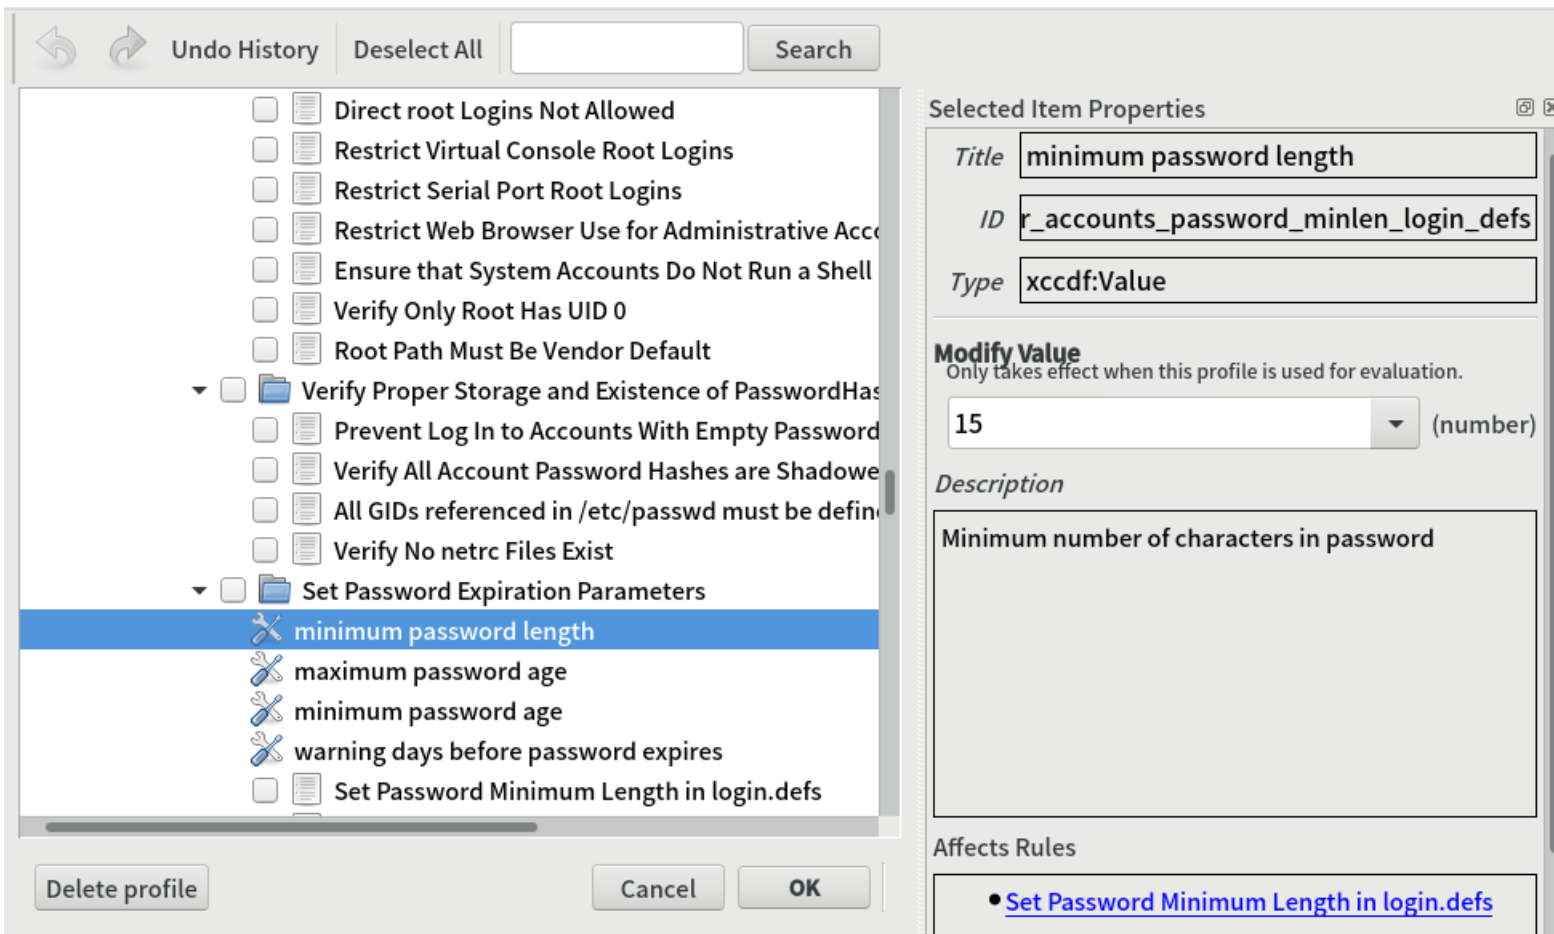 Undo History
Deselect All
Search
Direct root Logins Not Allowed
Restrict Virtual Console Root Logins
Restrict Serial Port Root Logins
Restrict Web Browser Use for Administrative Acc
Ensure that System Accounts Do Not Run a Shell
Verify Only Root Has UID 0
Root Path Must Be Vendor Default
Verify Proper Storage and Existence of PasswordHas
Prevent Log In to Accounts With Empty Password
Verify All Account Password Hashes are Shadowe
All GIDs referenced in /etc/passwd must be defin
Verify No netrc Files Exist
Set Password Expiration Parameters
minimum password length
maximum password age
minimum password age
warning days before password expires
Set Password Minimum Length in login.defs
Delete profile
Cancel
OK
Selected Item Properties
Title minimum password length
ID r_accounts_password_minlen_login_defs
Type xccdf:Value
Modify Value
Only takes effect when this profile is used for evaluation.
15 (number)
Description
Minimum number of characters in password
Affects Rules
• Set Password Minimum Length in login.defs